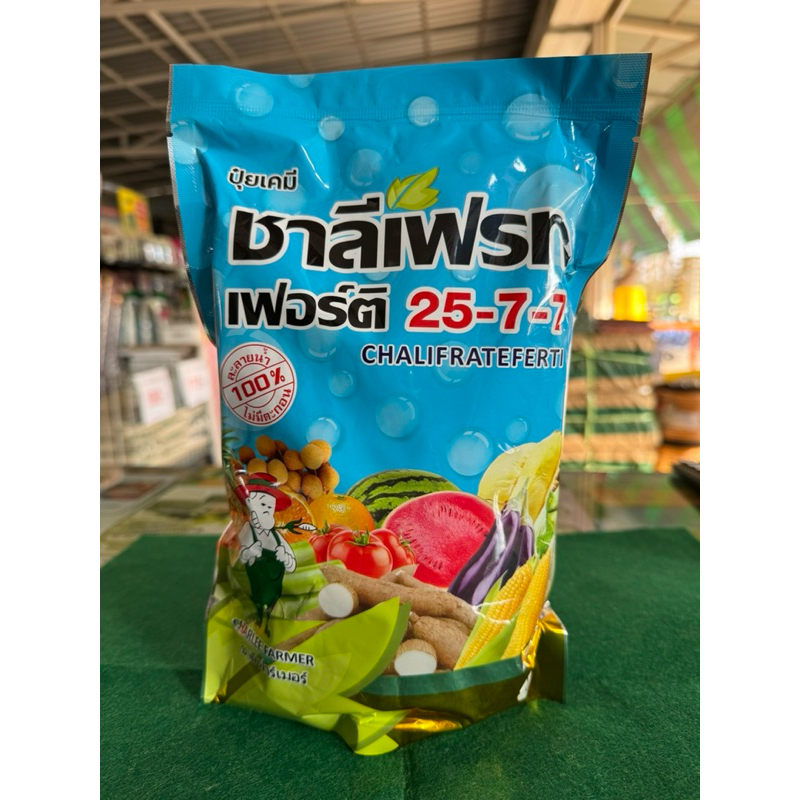 ปุ๋ยเคมี
ชาลีเฟรท
เฟอร์ติ 25-7-7
CHALIFRATEFERTI
ละลายน้ำ
100%
ไม่มีตะกอน
FARMER